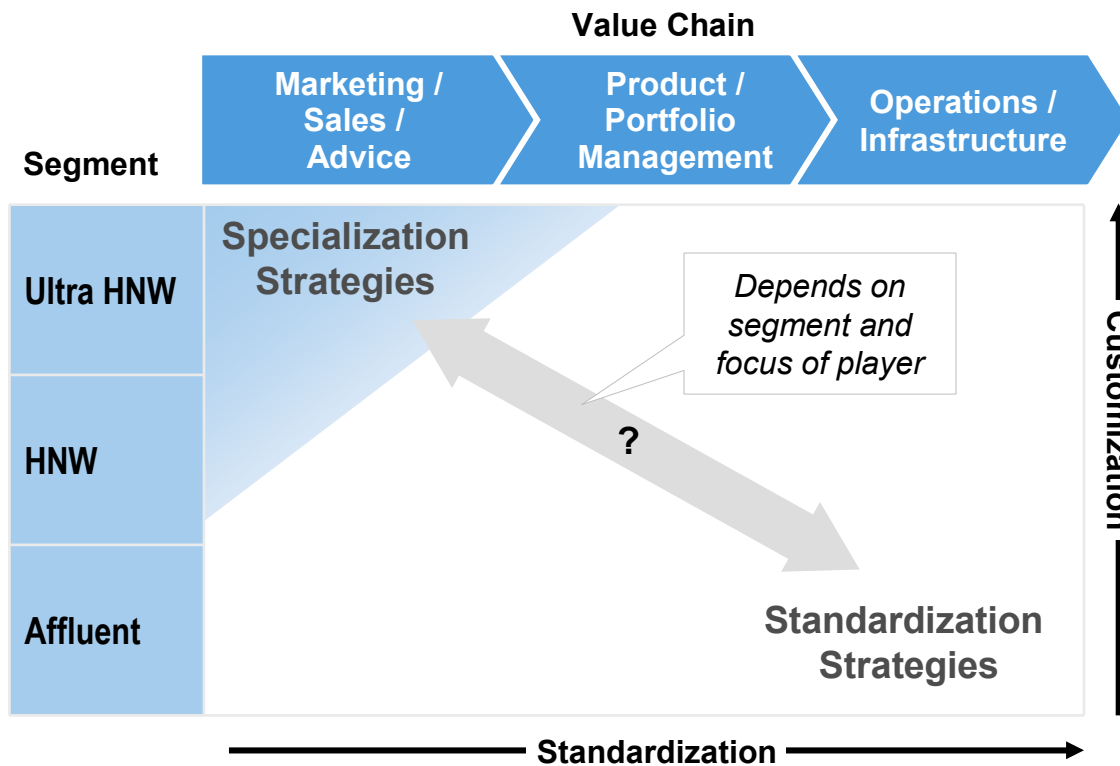 Value Chain
Marketing /
Sales /
Advice
Product /
Portfolio
Management
Operations /
Infrastructure
Segment
Ultra HNW
HNW
Affluent
Specialization
Strategies
Depends on
segment and
focus of player
?
Standardization
Strategies
Customization
Standardization